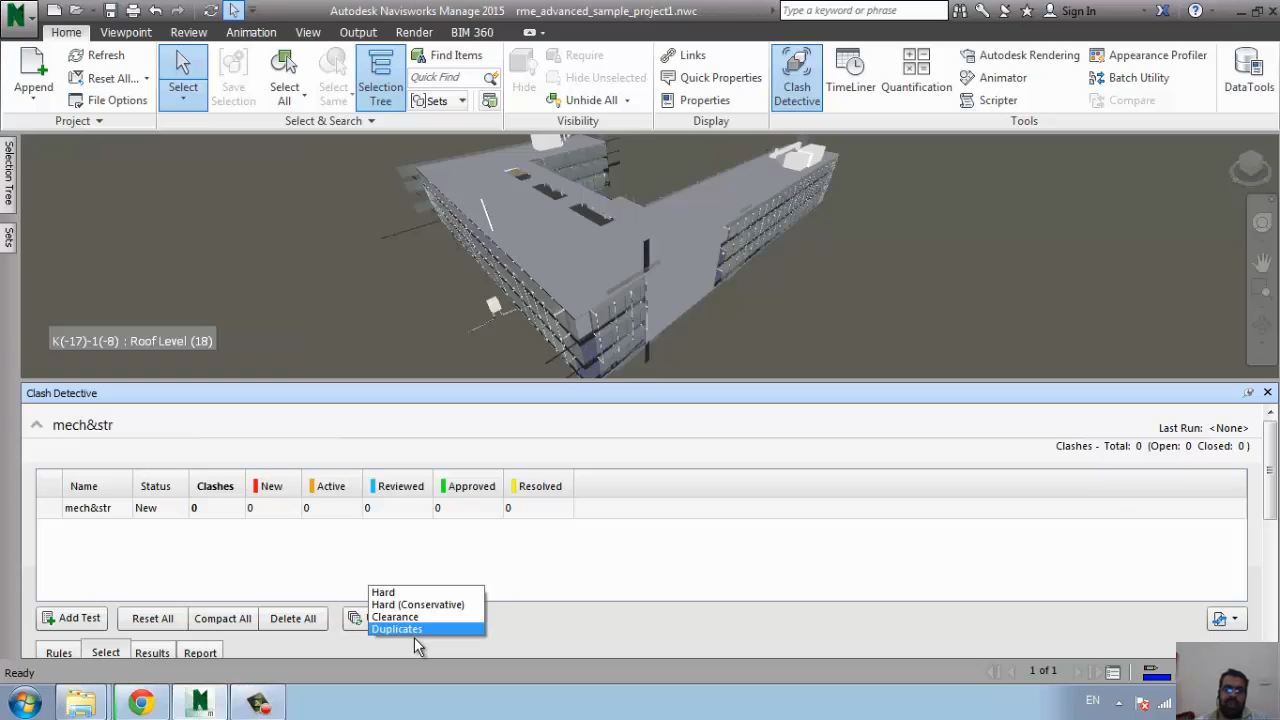 Autodesk Navisworks Manage 2015 rme_advanced_sample_project1.nwc
Type a keyword or phrase
Sign In
Home Viewpoint Review Animation View Output Render BIM 360
Append
Refresh
Reset All...
File Options
Project
Select
Save Selection
Select All
Select Same
Selection Tree
Find Items
Quick Find
Sets
Select & Search
Hide
Require
Hide Unselected
Unhide All
Visibility
Links
Quick Properties
Properties
Display
Clash Detective
TimeLiner
Quantification
Autodesk Rendering
Animator
Scripter
Appearance Profiler
Batch Utility
Compare
DataTools
Tools
Selection Tree
Sets
K(-17)-1(-8) : Roof Level (18)
Clash Detective
mech&str
Last Run: <None>
Clashes - Total: 0 (Open: 0 Closed: 0 )
Name Status Clashes New Active Reviewed Approved Resolved
mech&str New 0 0 0 0 0 0
Hard
Hard (Conservative)
Clearance
Duplicates
Add Test Reset All Compact All Delete All
Rules Select Results Report
Ready
1 of 1
EN